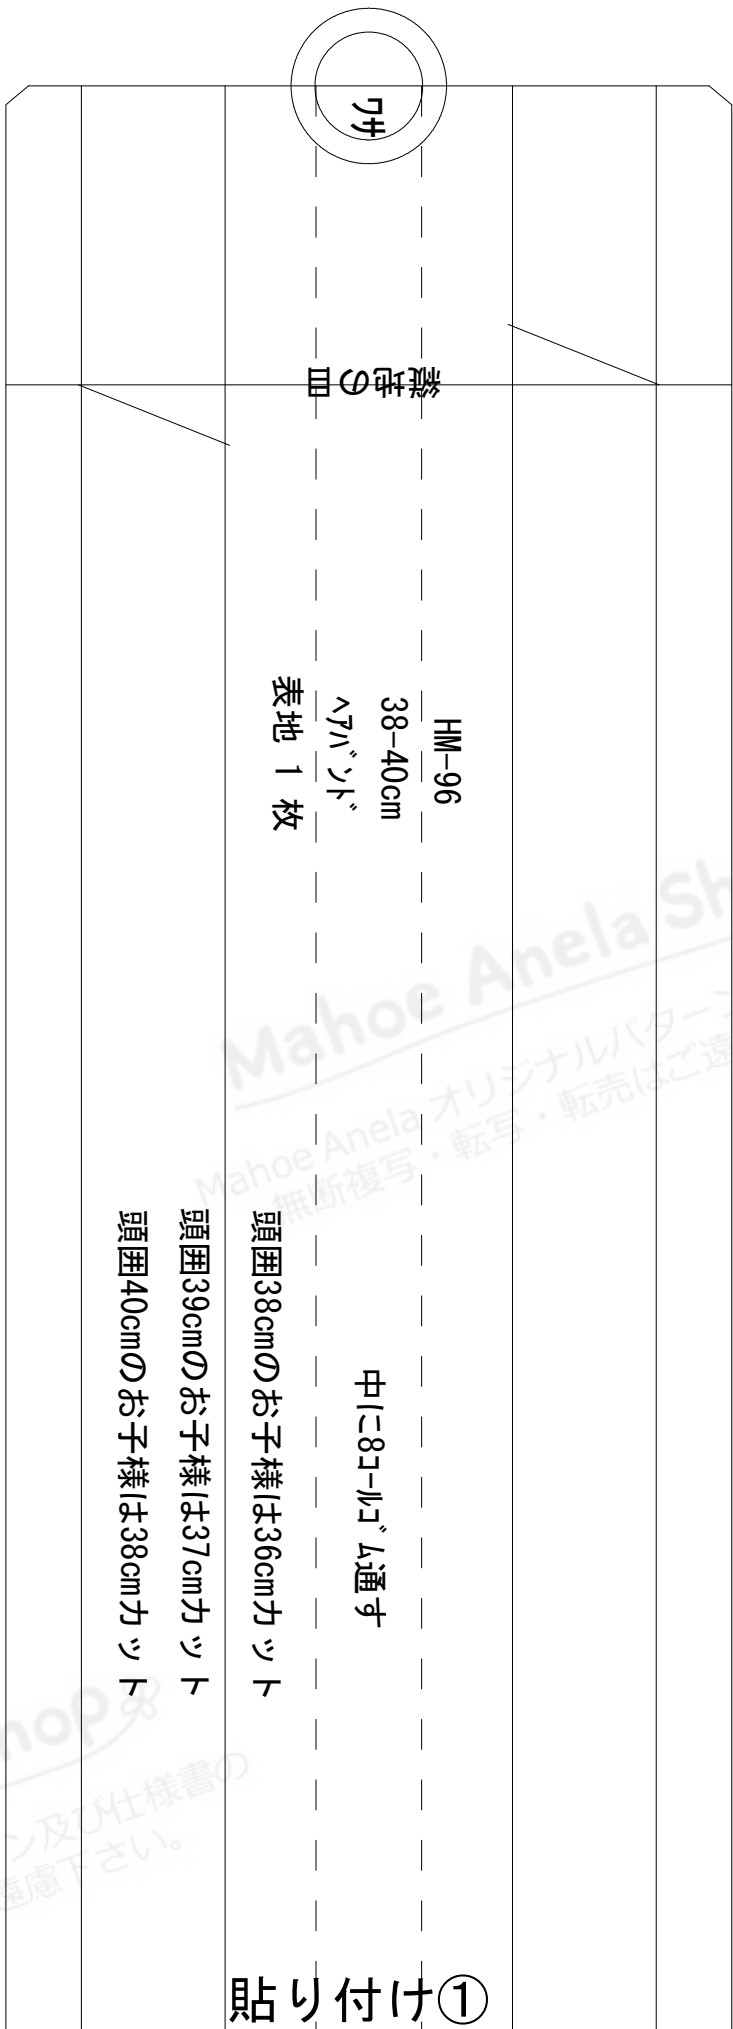 ワサ
縦地の目
HM-96
38-40cm
ヘアバンド
表地 1 枚
Mahoe Anela Sh
Mahoe Anela オリジナルパターン
無断複写・転写・転売はご遠
頭囲38cmのお子様は36cmカット
頭囲39cmのお子様は37cmカット
頭囲40cmのお子様は38cmカット
中に8コールゴム通す
hop
ン及び仕様書の
遠慮下さい。
貼り付け①